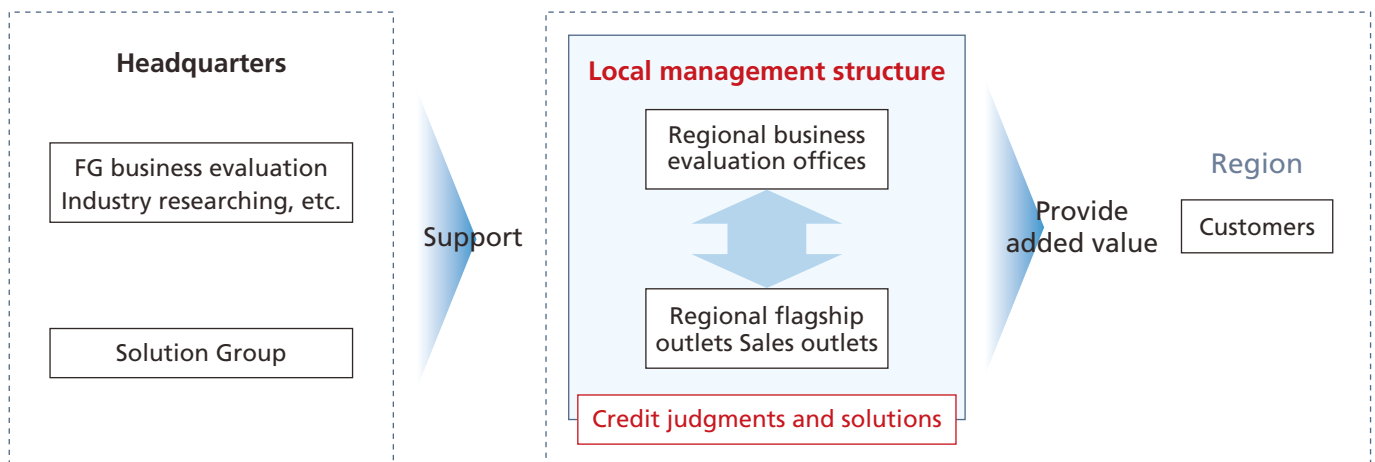 Headquarters
FG business evaluation
Industry researching, etc.
Solution Group
Support
Local management structure
Regional business
evaluation offices
Regional flagship
outlets Sales outlets
Credit judgments and solutions
Provide
added value
Region
Customers